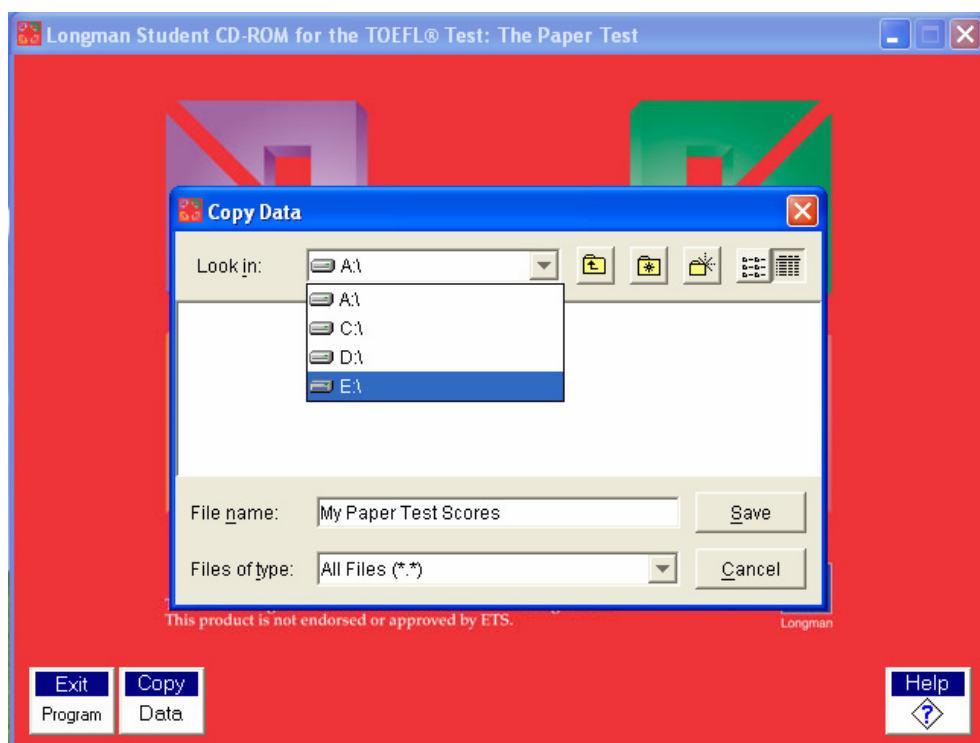 Longman Student CD-ROM for the TOEFL® Test: The Paper Test
Copy Data
Look in: A:\
A:\
C:\
D:\
E:\
File name: My Paper Test Scores Save
Files of type: All Files (*.*) Cancel
This product is not endorsed or approved by ETS.
Longman
Exit Program
Copy Data
Help
?